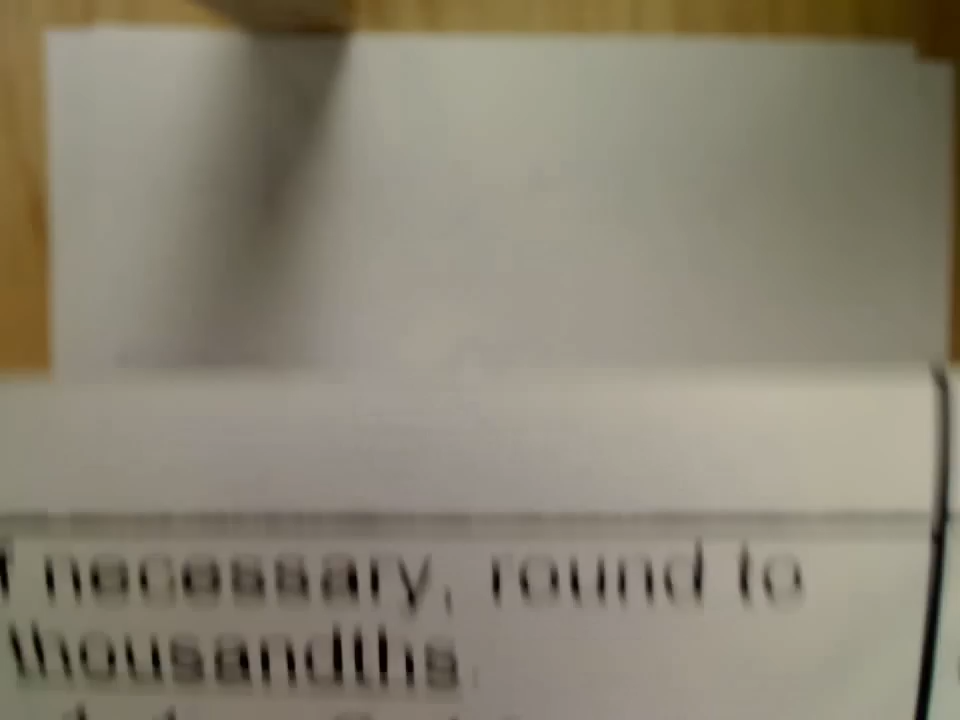 f necessary, round to
thousandths.